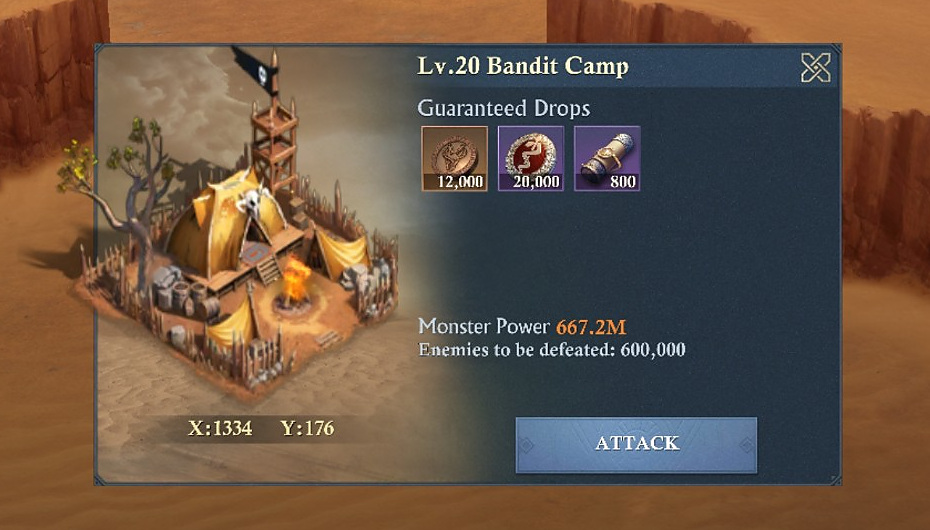 Lv.20 Bandit Camp
Guaranteed Drops
12,000 20,000 800
Monster Power 667.2M
Enemies to be defeated: 600,000
X:1334 Y:176
ATTACK